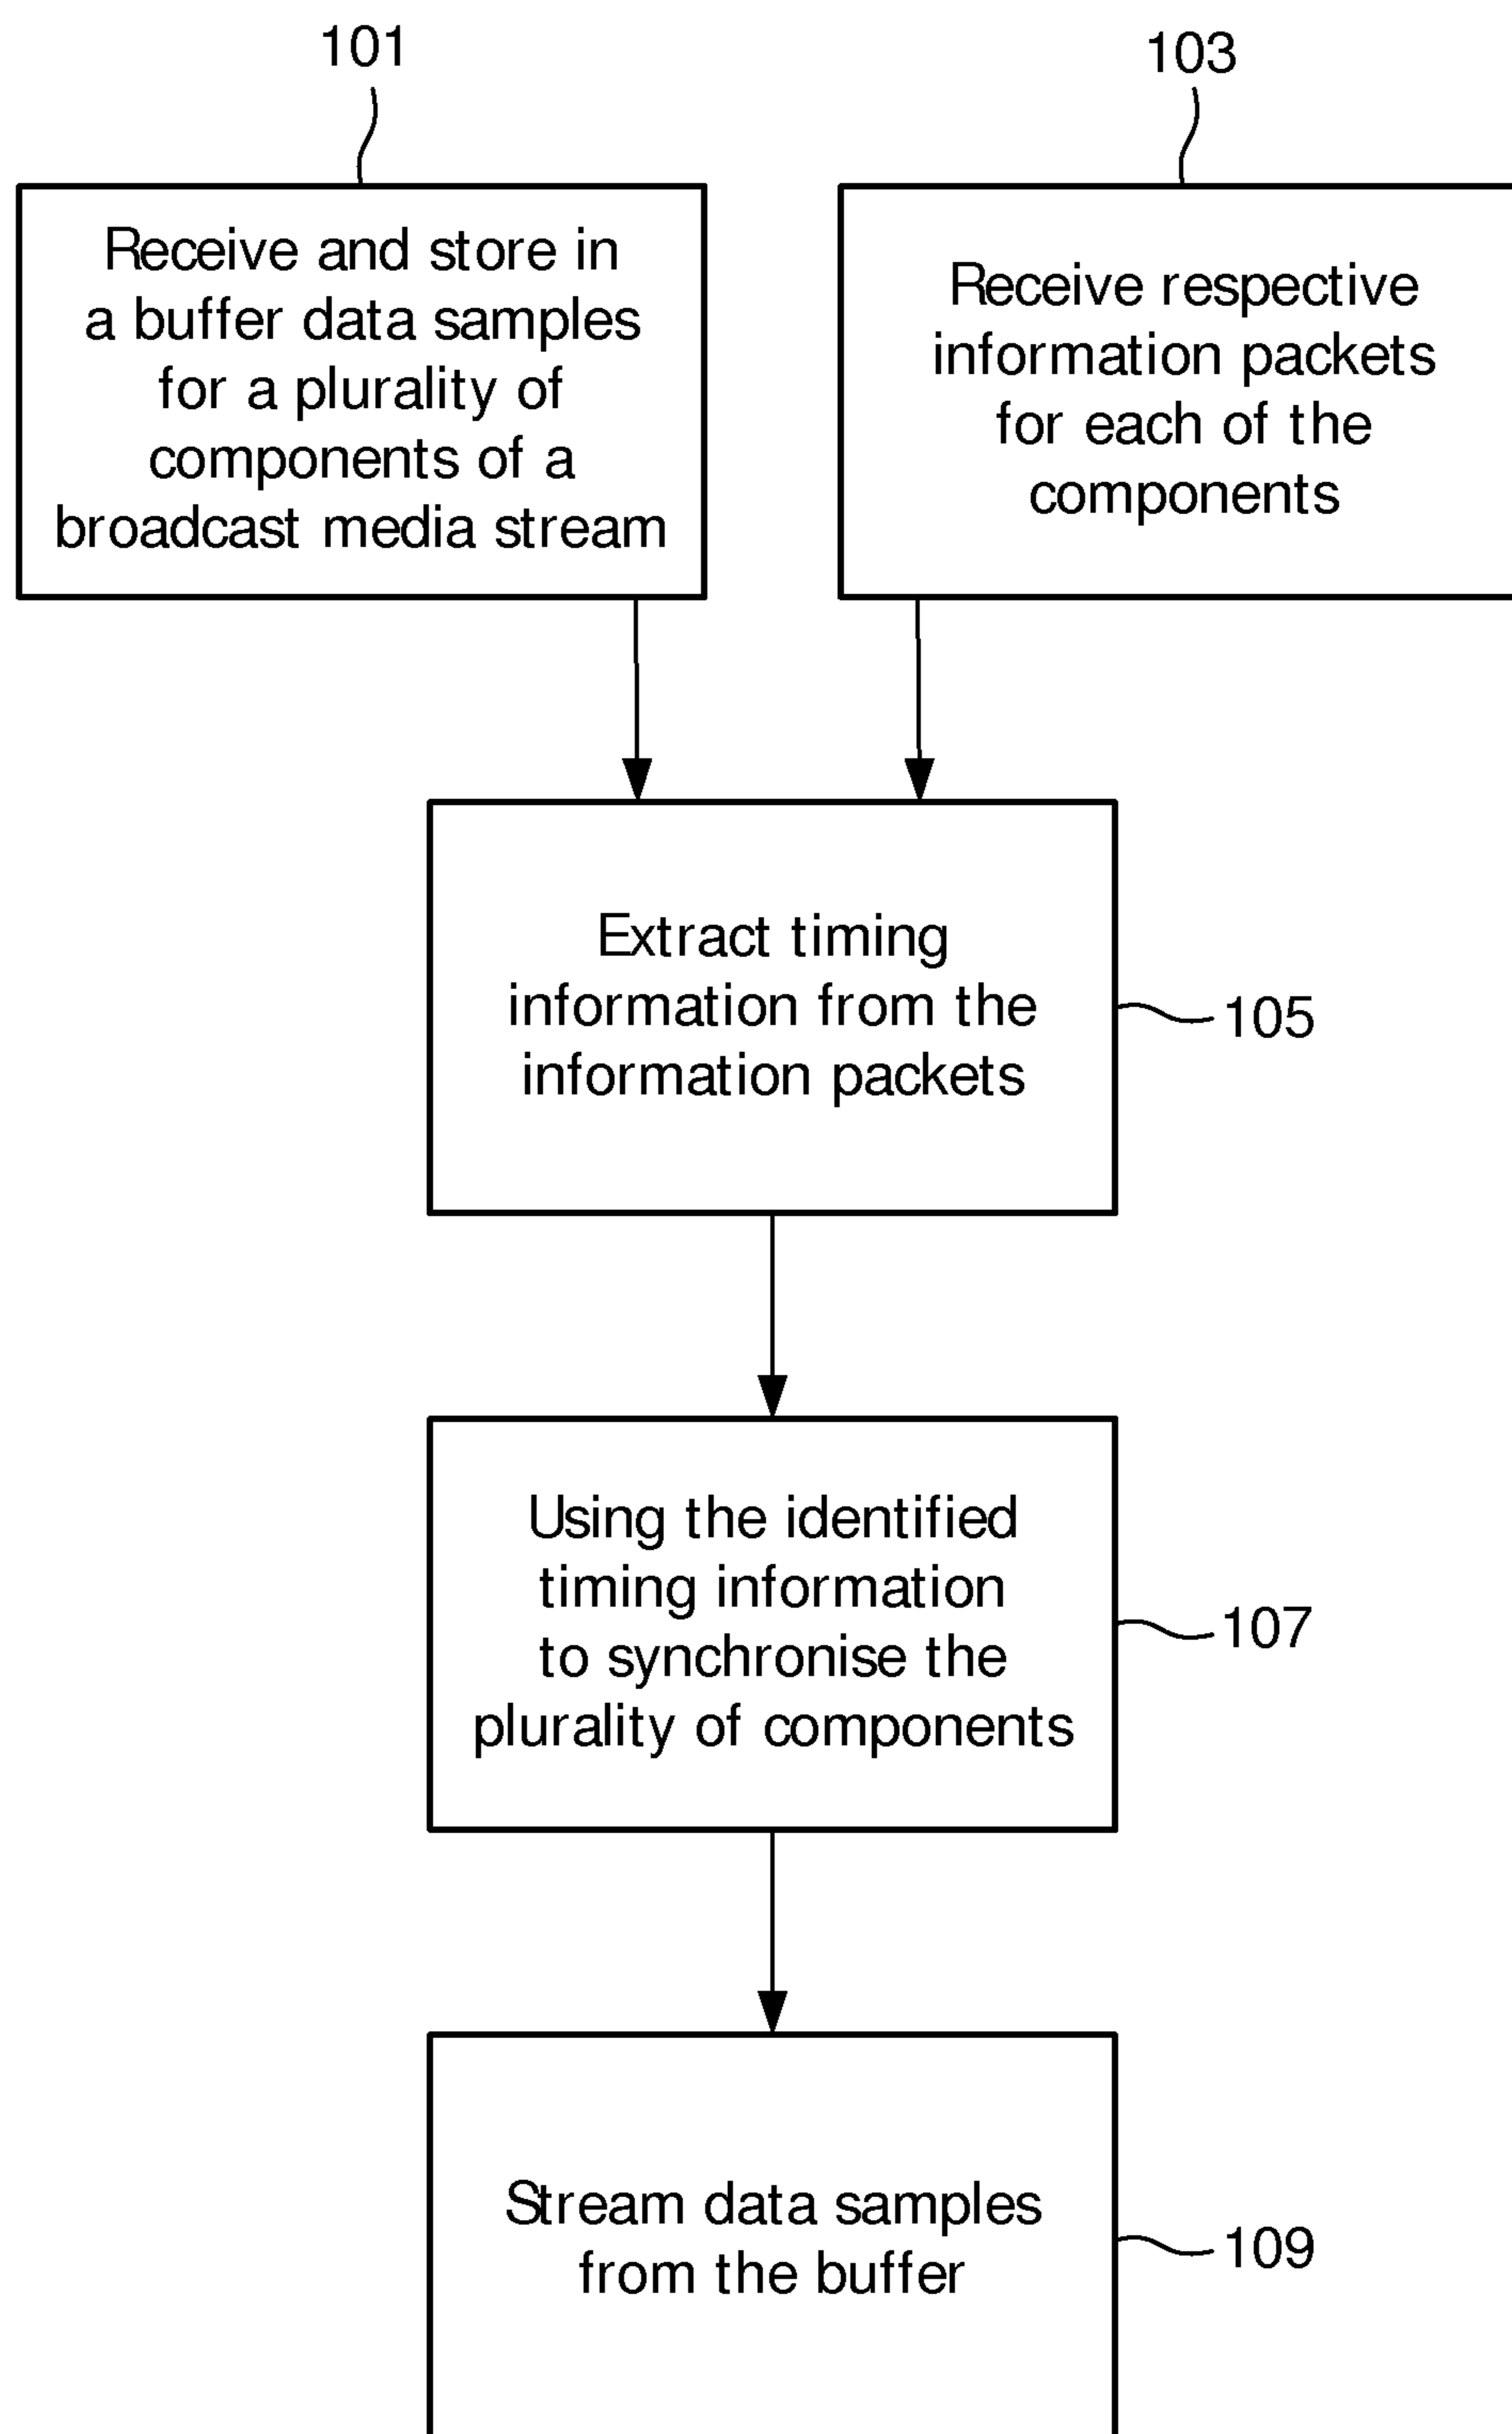 101
Receive and store in
a buffer data samples
for a plurality of
components of a
broadcast media stream
103
Receive respective
information packets
for each of the
components
Extract timing
information from the
information packets
105
Using the identified
timing information
to synchronise the
plurality of components
107
Stream data samples
from the buffer
109